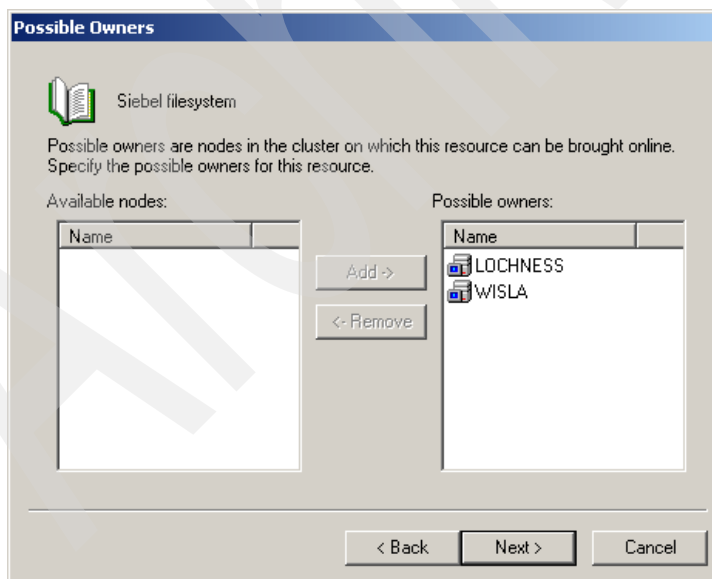 Possible Owners
Siebel filesystem
Possible owners are nodes in the cluster on which this resource can be brought online.
Specify the possible owners for this resource.
Available nodes:
Possible owners:
Name
Name
LOCHNESS
WISLA
Add ->
<- Remove
< Back
Next >
Cancel